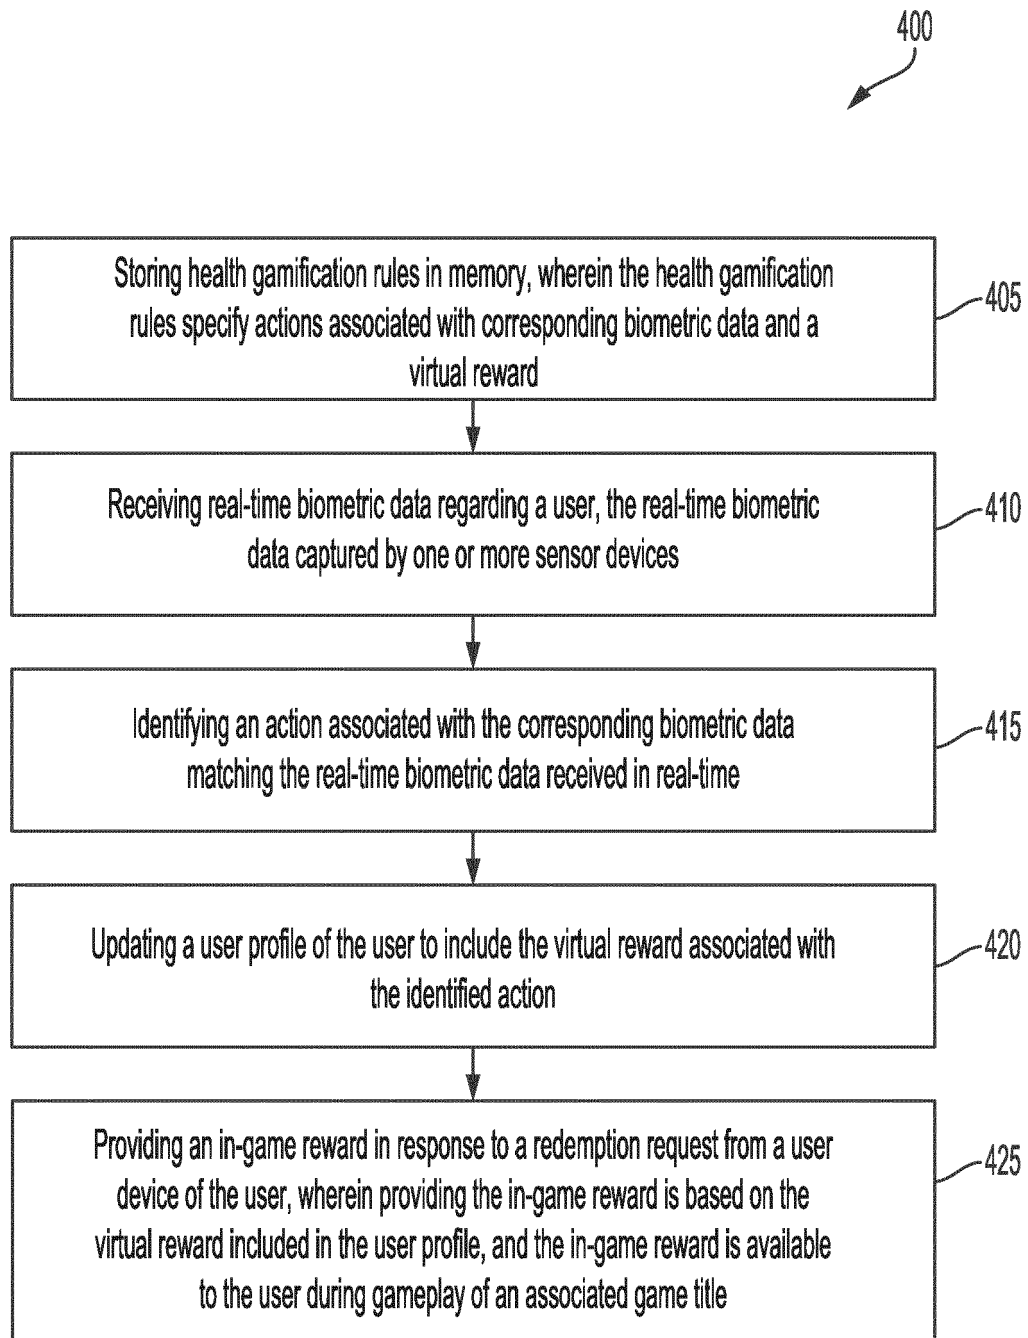 400
Storing health gamification rules in memory, wherein the health gamification
rules specify actions associated with corresponding biometric data and a
virtual reward
405
Receiving real-time biometric data regarding a user, the real-time biometric
data captured by one or more sensor devices
410
Identifying an action associated with the corresponding biometric data
matching the real-time biometric data received in real-time
415
Updating a user profile of the user to include the virtual reward associated with
the identified action
420
Providing an in-game reward in response to a redemption request from a user
device of the user, wherein providing the in-game reward is based on the
virtual reward included in the user profile, and the in-game reward is available
to the user during gameplay of an associated game title
425